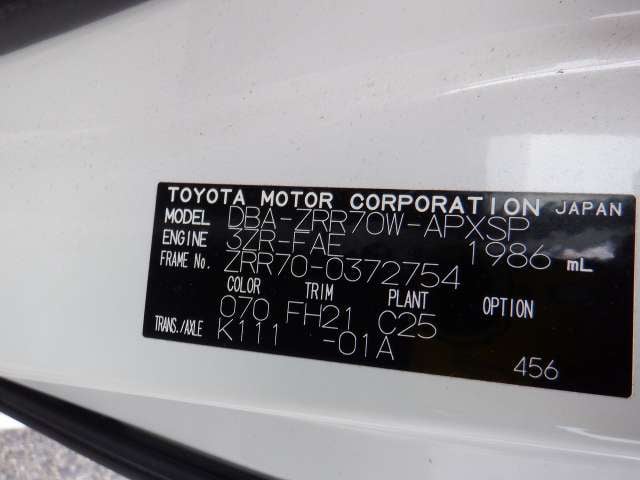 TOYOTA MOTOR CORPORATION JAPAN
MODEL DBA-ZRR70W-APXSP
ENGINE 3ZR-FAE 1986 mL
FRAME No. ZRR70-0372754
COLOR TRIM PLANT OPTION
070 FH21 C25
TRANS./AXLE K111 -01A
456